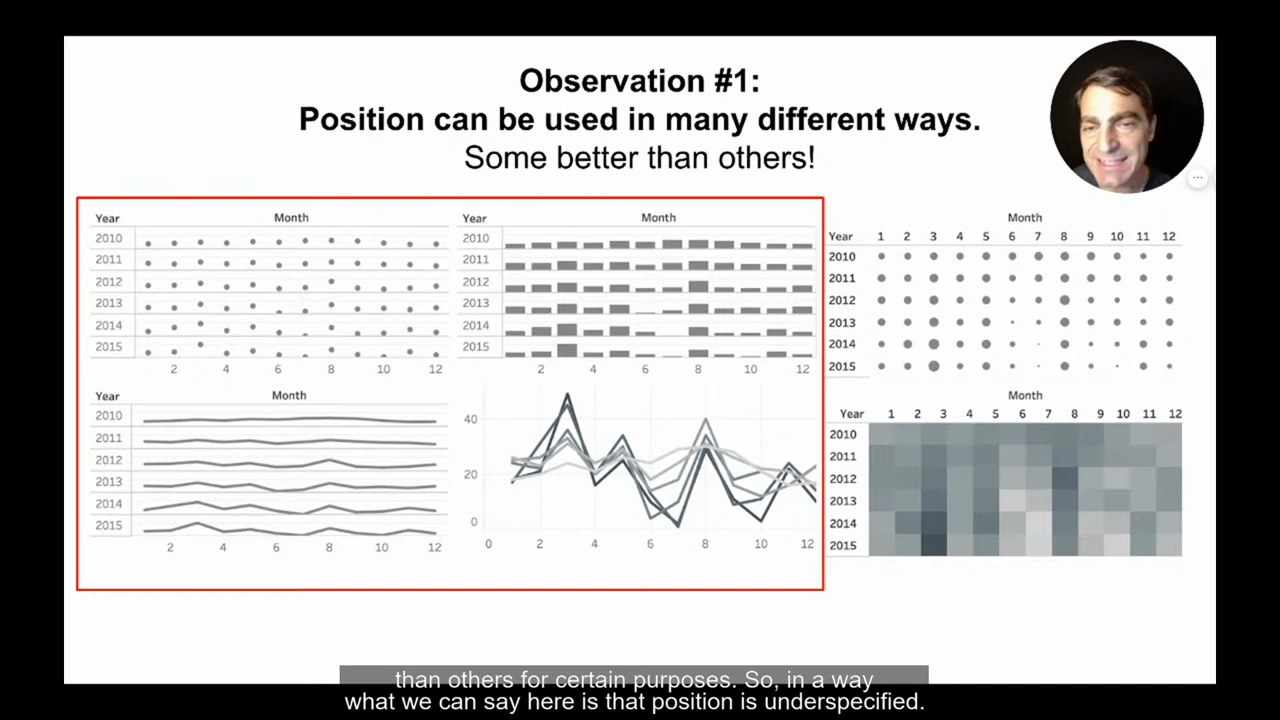 Observation #1:
Position can be used in many different ways.
Some better than others!
Year Month
2010
2011
2012
2013
2014
2015
2 4 6 8 10 12
Year Month
2010
2011
2012
2013
2014
2015
2 4 6 8 10 12
Month
Year 1 2 3 4 5 6 7 8 9 10 11 12
2010
2011
2012
2013
2014
2015
Year Month
2010
2011
2012
2013
2014
2015
2 4 6 8 10 12
40
20
0
0 2 4 6 8 10 12
Month
Year 1 2 3 4 5 6 7 8 9 10 11 12
2010
2011
2012
2013
2014
2015
than others for certain purposes. So, in a way
what we can say here is that position is underspecified.